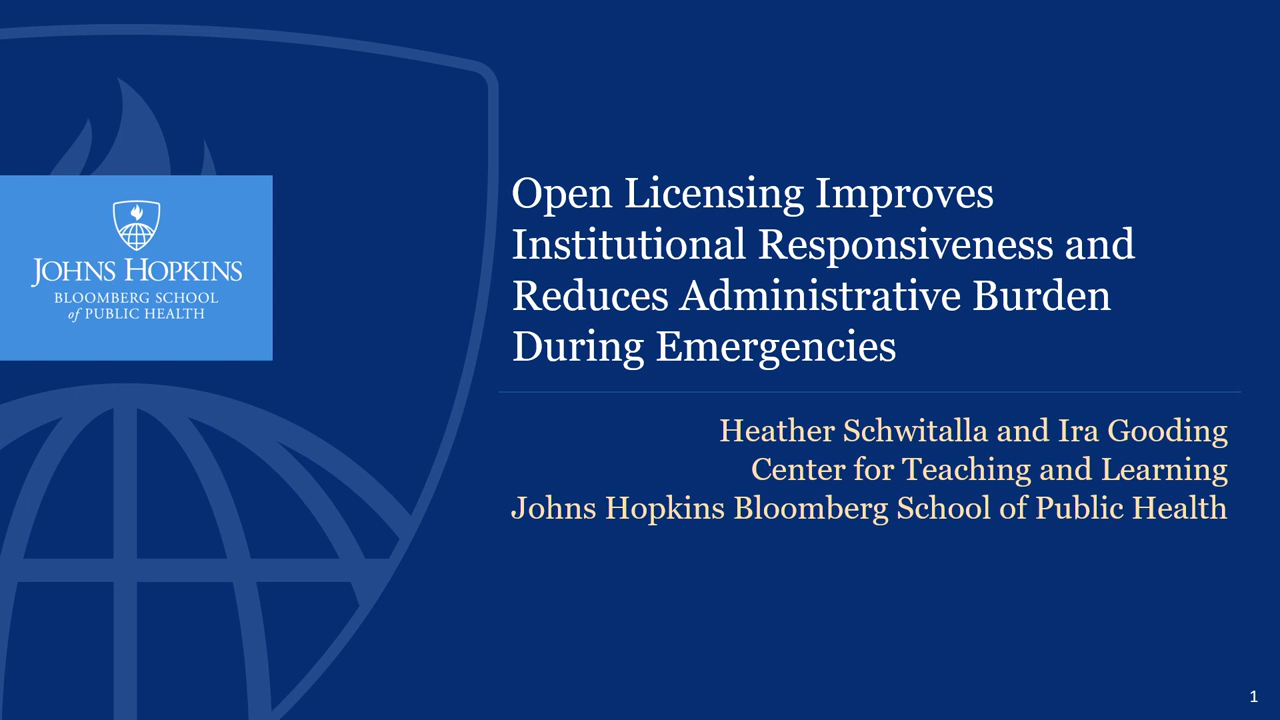 JOHNS HOPKINS
BLOOMBERG SCHOOL
of PUBLIC HEALTH
Open Licensing Improves
Institutional Responsiveness and
Reduces Administrative Burden
During Emergencies
Heather Schwitalla and Ira Gooding
Center for Teaching and Learning
Johns Hopkins Bloomberg School of Public Health
1